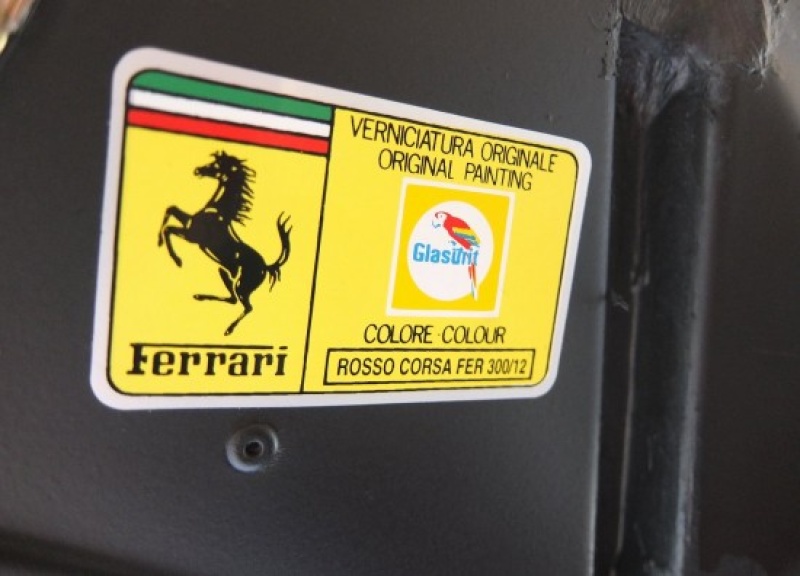 Ferrari
VERNICIATURA ORIGINALE
ORIGINAL PAINTING
Glasurit
COLORE·COLOUR
ROSSO CORSA FER 300/12